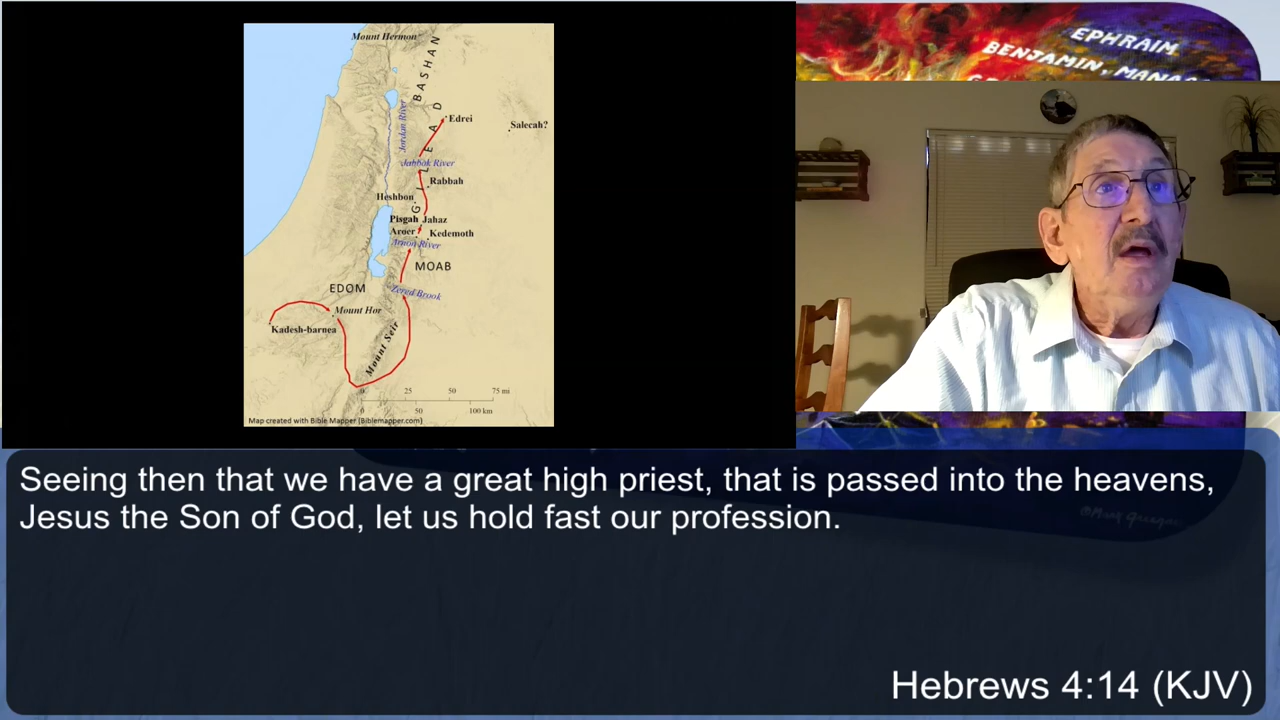 Mount Hermon
BASHAN
Jordan River
GILEAD
Edrei
Salecah?
Jabbok River
Rabbah
Heshbon
Pisgah
Jahaz
Aroer
Kedemoth
Arnon River
MOAB
EDOM
Zered Brook
Mount Hor
Kadesh-barnea
Mount Seir
0 25 50 75 mi
0 50 100 km
Map created with Bible Mapper (Biblemapper.com)
EPHRAIM
BENJAMIN,
Seeing then that we have a great high priest, that is passed into the heavens,
Jesus the Son of God, let us hold fast our profession.
Hebrews 4:14 (KJV)